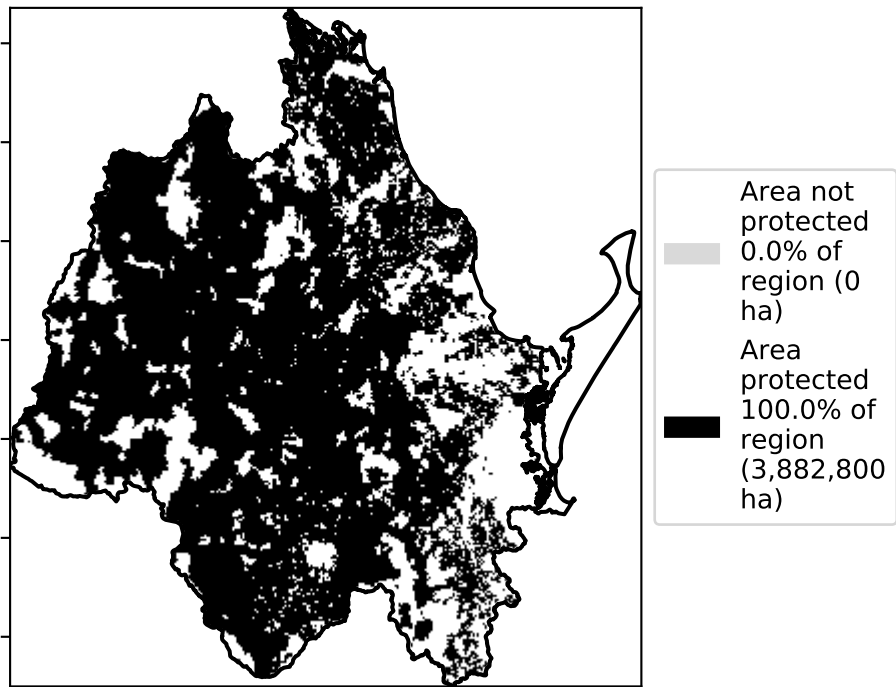 Area not
protected
0.0% of
region (0
ha)
Area
protected
100.0% of
region
(3,882,800
ha)